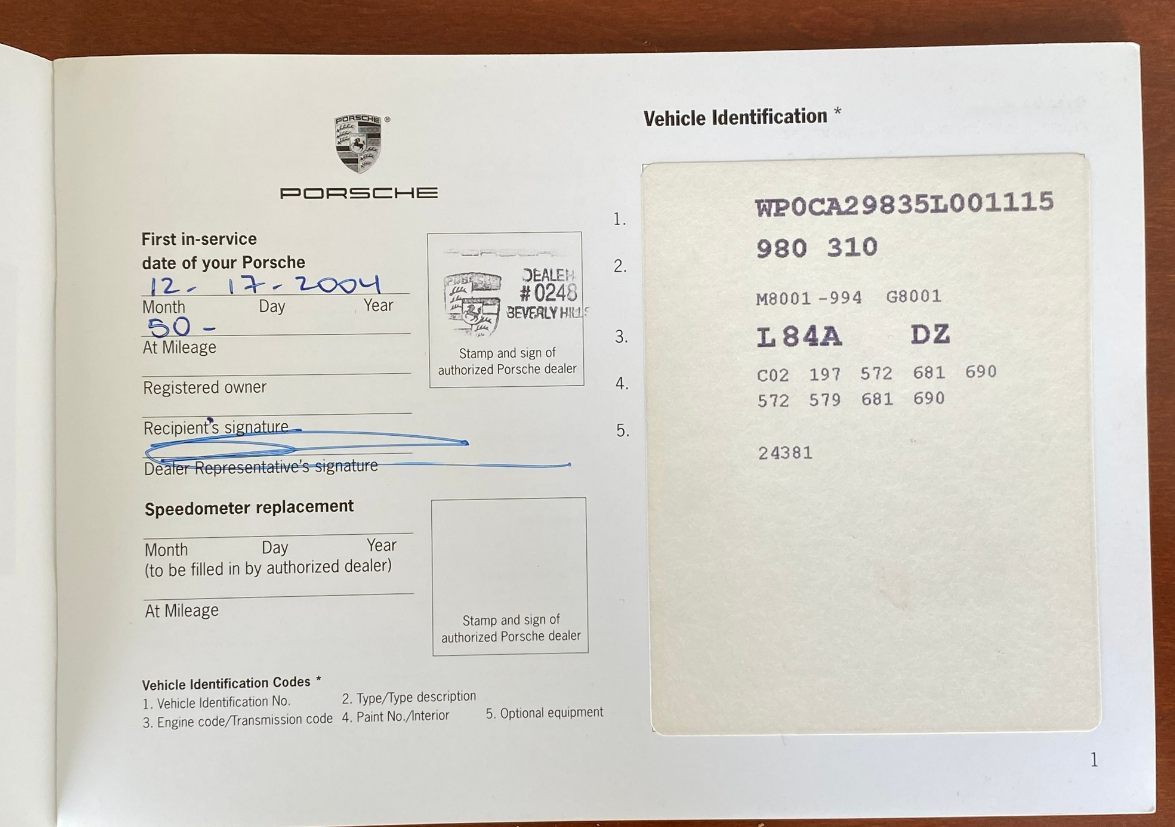 PORSCHE ®
PORSCHE
First in-service
date of your Porsche
12- 17-2004
Month Day Year
50-
At Mileage
Registered owner
Recipient's signature
Dealer Representative's signature
DEALER
#0248
BEVERLY HILLS
Stamp and sign of
authorized Porsche dealer
Speedometer replacement
Month Day Year
(to be filled in by authorized dealer)
At Mileage
Stamp and sign of
authorized Porsche dealer
Vehicle Identification Codes *
1. Vehicle Identification No. 2. Type/Type description
3. Engine code/Transmission code 4. Paint No./Interior 5. Optional equipment
Vehicle Identification *
1. WP0CA29835L001115
2. 980 310
M8001-994 G8001
3. L84A DZ
4. C02 197 572 681 690
572 579 681 690
5.
24381
1